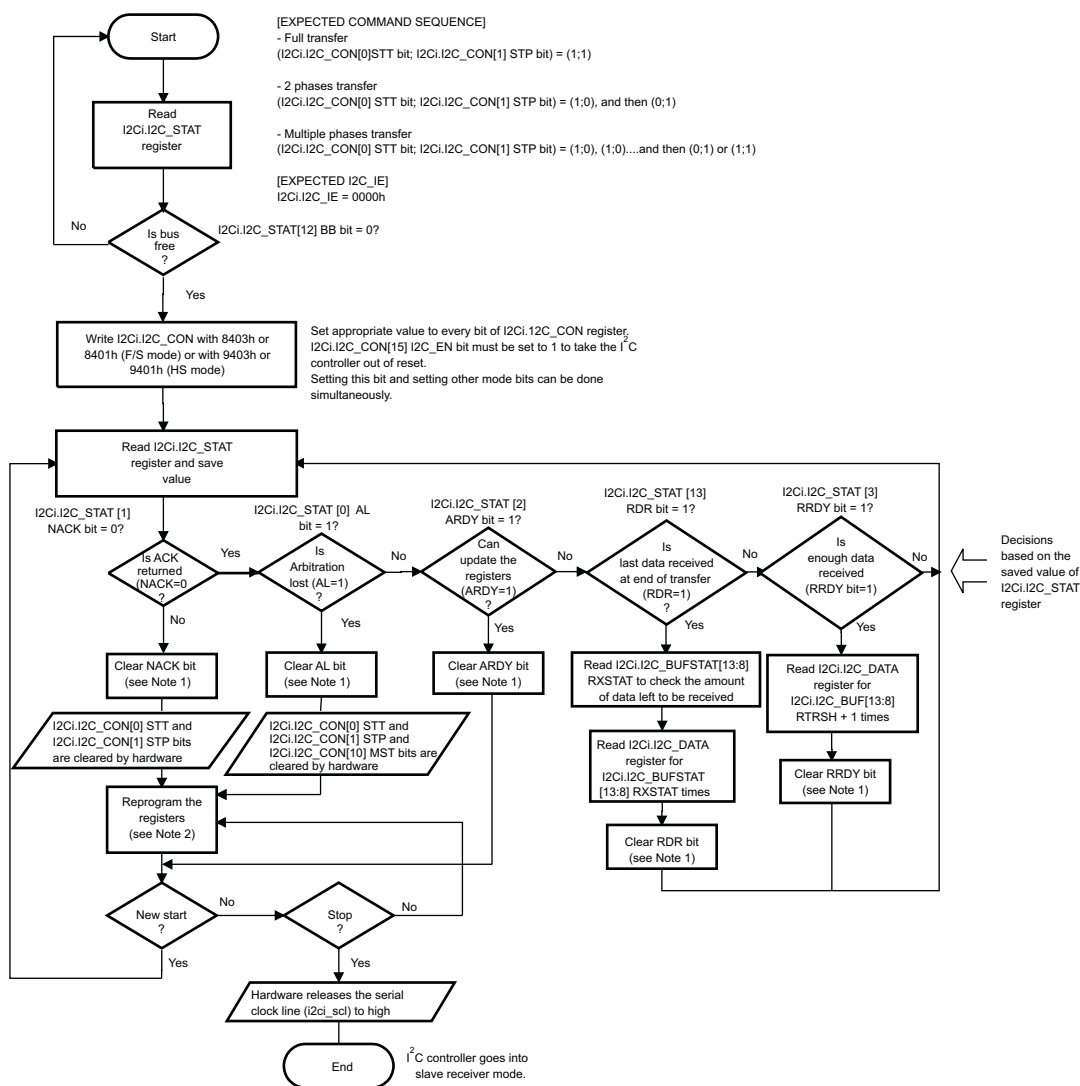 Start
[EXPECTED COMMAND SEQUENCE]
- Full transfer
(I2Ci.I2C_CON[0]STT bit; I2Ci.I2C_CON[1] STP bit) = (1;1)
- 2 phases transfer
(I2Ci.I2C_CON[0] STT bit; I2Ci.I2C_CON[1] STP bit) = (1;0), and then (0;1)
- Multiple phases transfer
(I2Ci.I2C_CON[0] STT bit; I2Ci.I2C_CON[1] STP bit) = (1;0), (1;0)....and then (0;1) or (1;1)
[EXPECTED I2C_IE]
I2Ci.I2C_IE = 0000h
Read
I2Ci.I2C_STAT
register
No
Is bus
free
?
I2Ci.I2C_STAT[12] BB bit = 0?
Yes
Write I2Ci.I2C_CON with 8403h or
8401h (F/S mode) or with 9403h or
9401h (HS mode)
Set appropriate value to every bit of I2Ci.12C_CON register.
I2Ci.I2C_CON[15] I2C_EN bit must be set to 1 to take the I2C
controller out of reset.
Setting this bit and setting other mode bits can be done
simultaneously.
Read I2Ci.I2C_STAT
register and save
value
I2Ci.I2C_STAT [1]
NACK bit = 0?
I2Ci.I2C_STAT [0] AL
bit = 1?
I2Ci.I2C_STAT [2]
ARDY bit = 1?
I2Ci.I2C_STAT [13]
RDR bit = 1?
I2Ci.I2C_STAT [3]
RRDY bit = 1?
Is ACK
returned
(NACK=0
?
Yes
No
Is
Arbitration
lost (AL=1)
?
No
Yes
Can
update the
registers
(ARDY=1)
?
No
Yes
Is
last data received
at end of transfer
(RDR=1)
?
No
Yes
Is
enough data
received
(RRDY bit=1)
No
Yes
Decisions
based on the
saved value of
I2Ci.I2C_STAT
register
Clear NACK bit
(see Note 1)
Clear AL bit
(see Note 1)
Clear ARDY bit
(see Note 1)
Read I2Ci.I2C_BUFSTAT[13:8]
RXSTAT to check the amount
of data left to be received
Read I2Ci.I2C_DATA
register for
I2Ci.I2C_BUF[13:8]
RTRSH + 1 times
I2Ci.I2C_CON[0] STT and
I2Ci.I2C_CON[1] STP bits
are cleared by hardware
I2Ci.I2C_CON[0] STT and
I2Ci.I2C_CON[1] STP and
I2Ci.I2C_CON[10] MST bits are
cleared by hardware
Read I2Ci.I2C_DATA
register for
I2Ci.I2C_BUFSTAT
[13:8] RXSTAT times
Clear RRDY bit
(see Note 1)
Reprogram the
registers
(see Note 2)
Clear RDR bit
(see Note 1)
New start
?
No
Yes
Stop
?
No
Yes
Hardware releases the serial
clock line (i2ci_scl) to high
End
I2C controller goes into
slave receiver mode.